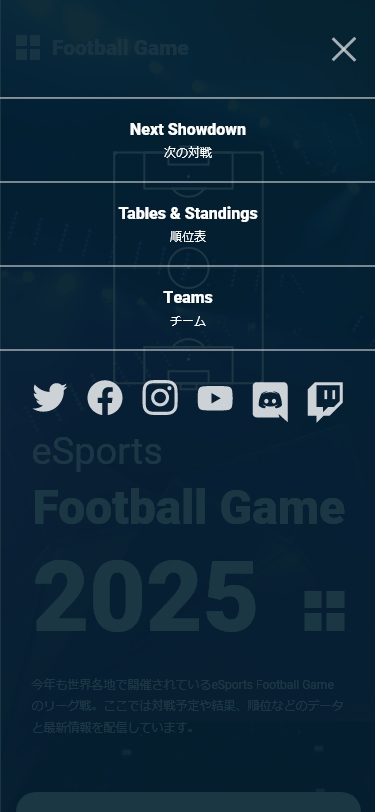 Football Game
Next Showdown
次の対戦
Tables & Standings
順位表
Teams
チーム
eSports
Football Game
2025
今年も世界各地で開催されているeSports Football Game
のリーグ戦。ここでは対戦予定や結果、順位などのデータ
と最新情報を配信しています。